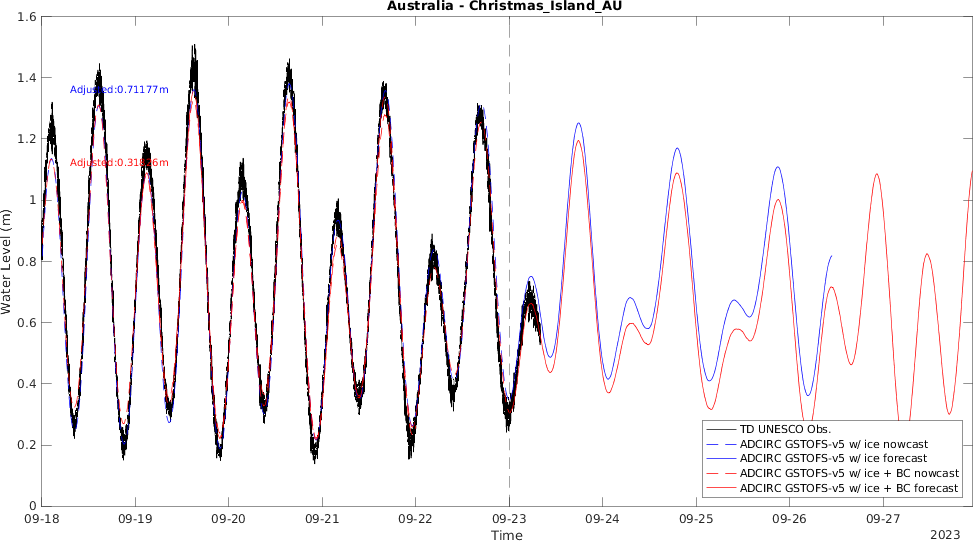 Australia - Christmas_Island_AU
1.6
1.4
1.2
1
0.8
0.6
0.4
0.2
0
Water Level (m)
Adjusted:0.71177m
TD UNESCO Obs.
ADCIRC GSTOFS-v5 w/ ice nowcast
ADCIRC GSTOFS-v5 w/ ice forecast
ADCIRC GSTOFS-v5 w/ ice + BC nowcast
ADCIRC GSTOFS-v5 w/ ice + BC forecast
09-18 09-19 09-20 09-21 09-22 09-23 09-24 09-25 09-26 09-27
Time
2023